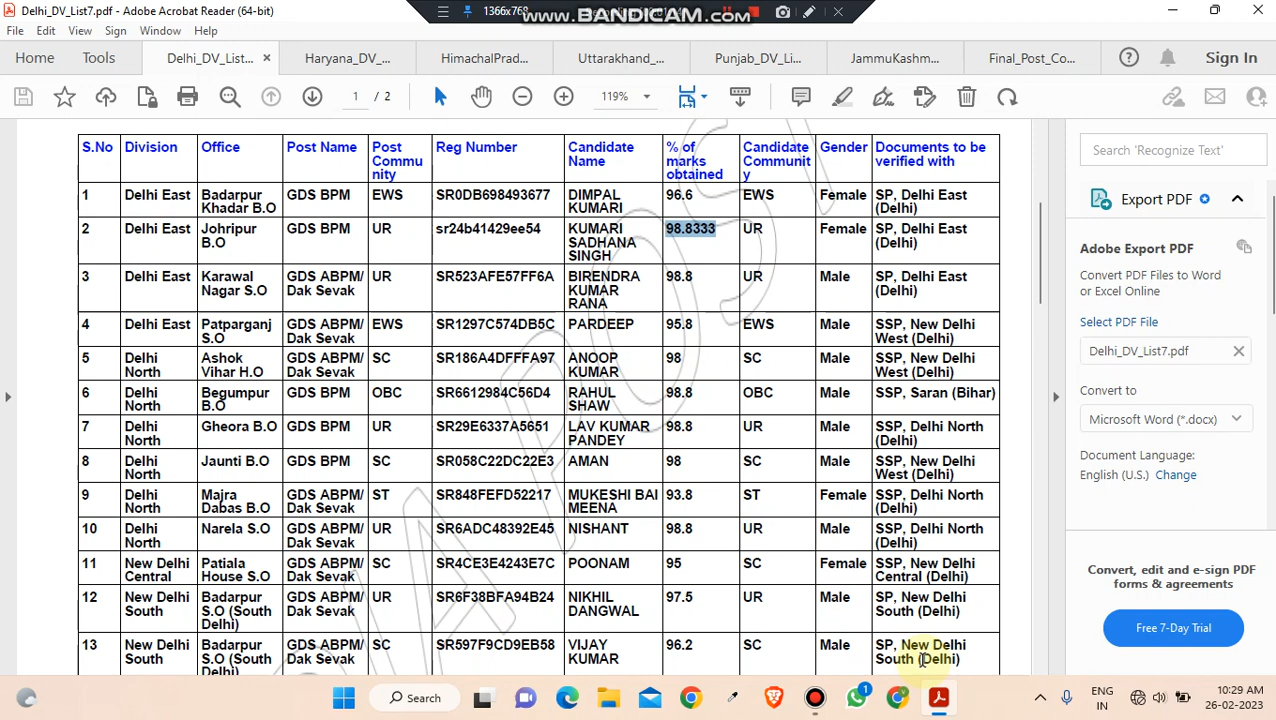 Delhi_DV_List7.pdf - Adobe Acrobat Reader (64-bit)
1366x768
www.BANDICAM.com
File Edit View Sign Window Help
Home Tools Delhi_DV_List... × Haryana_DV_... HimachalPrad... Uttarakhand_... Punjab_DV_Li... JammuKashm... Final_Post_Co... Sign In
1 / 2 119%
S.No Division Office Post Name Post Commu nity Reg Number Candidate Name % of marks obtained Candidate Communit y Gender Documents to be verified with
1 Delhi East Badarpur Khadar B.O GDS BPM EWS SR0DB698493677 DIMPAL KUMARI 96.6 EWS Female SP, Delhi East (Delhi)
2 Delhi East Johripur B.O GDS BPM UR sr24b41429ee54 KUMARI SADHANA SINGH 98.8333 UR Female SP, Delhi East (Delhi)
3 Delhi East Karawal Nagar S.O GDS ABPM/ Dak Sevak UR SR523AFE57FF6A BIRENDRA KUMAR RANA 98.8 UR Male SP, Delhi East (Delhi)
4 Delhi East Patparganj S.O GDS ABPM/ Dak Sevak EWS SR1297C574DB5C PARDEEP 95.8 EWS Male SSP, New Delhi West (Delhi)
5 Delhi North Ashok Vihar H.O GDS ABPM/ Dak Sevak SC SR186A4DFFFA97 ANOOP KUMAR 98 SC Male SSP, New Delhi West (Delhi)
6 Delhi North Begumpur B.O GDS BPM OBC SR6612984C56D4 RAHUL SHAW 98.8 OBC Male SSP, Saran (Bihar)
7 Delhi North Gheora B.O GDS BPM UR SR29E6337A5651 LAV KUMAR PANDEY 98.8 UR Male SSP, Delhi North (Delhi)
8 Delhi North Jaunti B.O GDS BPM SC SR058C22DC22E3 AMAN 98 SC Male SSP, New Delhi West (Delhi)
9 Delhi North Majra Dabas B.O GDS ABPM/ Dak Sevak ST SR848FEFD52217 MUKESHI BAI MEENA 93.8 ST Female SSP, Delhi North (Delhi)
10 Delhi North Narela S.O GDS ABPM/ Dak Sevak UR SR6ADC48392E45 NISHANT 98.8 UR Male SSP, Delhi North (Delhi)
11 New Delhi Central Patiala House S.O GDS ABPM/ Dak Sevak SC SR4CE3E4243E7C POONAM 95 SC Female SSP, New Delhi Central (Delhi)
12 New Delhi South Badarpur S.O (South Delhi) GDS ABPM/ Dak Sevak UR SR6F38BFA94B24 NIKHIL DANGWAL 97.5 UR Male SP, New Delhi South (Delhi)
13 New Delhi South Badarpur S.O (South Delhi) GDS ABPM/ Dak Sevak SC SR597F9CD9EB58 VIJAY KUMAR 96.2 SC Male SP, New Delhi South (Delhi)
Search 'Recognize Text'
Export PDF
Adobe Export PDF
Convert PDF Files to Word
or Excel Online
Select PDF File
Delhi_DV_List7.pdf ×
Convert to
Microsoft Word (*.docx)
Document Language:
English (U.S.) Change
Convert, edit and e-sign PDF
forms & agreements
Free 7-Day Trial
Search
1
ENG
IN
10:29 AM
26-02-2023